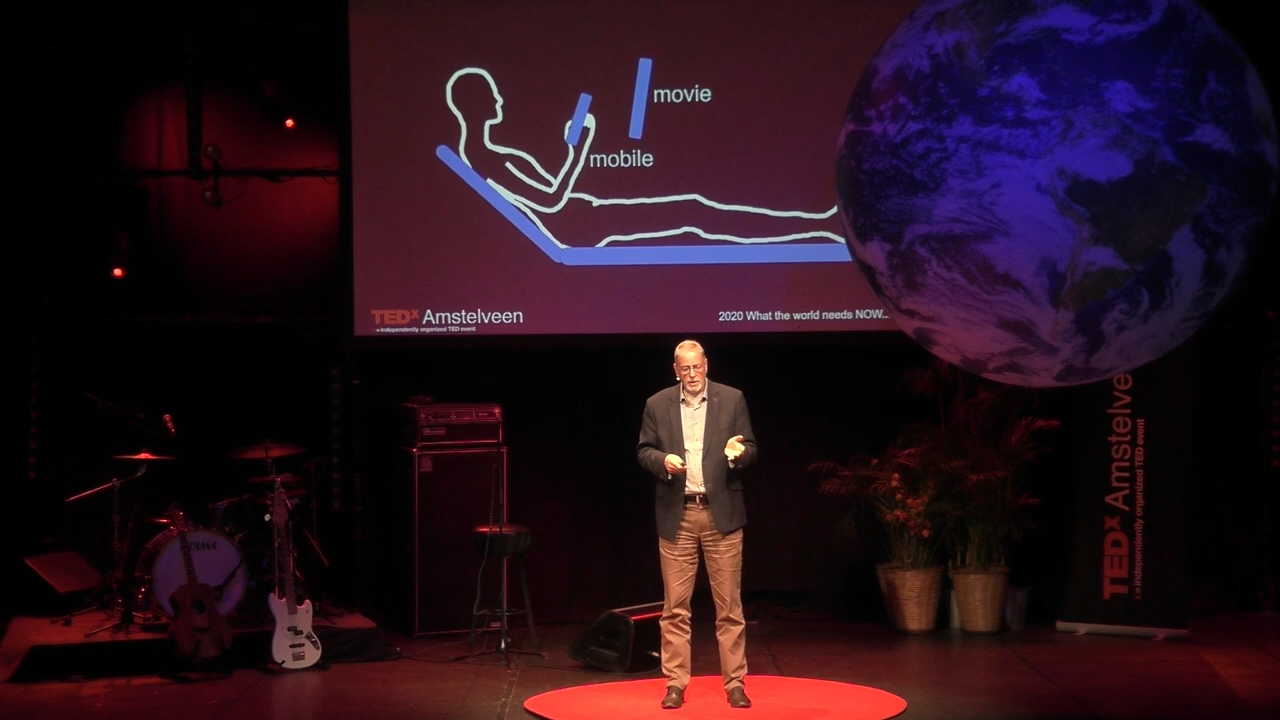 movie
mobile
TEDx Amstelveen
x = independently organized TED event
2020 What the world needs NOW...
TAMA
TEDx Amstelve
x = independently organized TED event